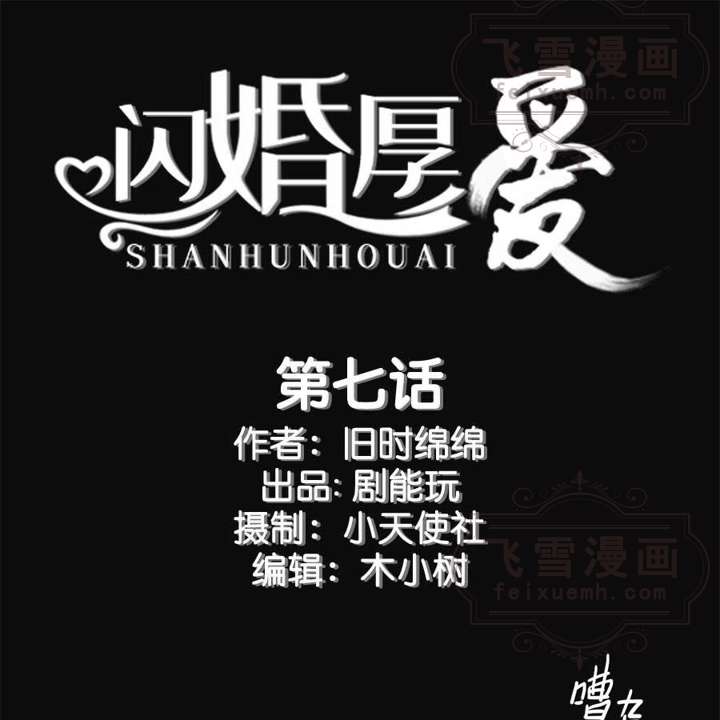 飞雪漫画
feixuemh.com
闪婚厚爱
SHANHUNHOUAI
第七话
作者：旧时绵绵
出品：剧能玩
摄制：小天使社
编辑：木小树
飞雪漫画
feixuemh.com
嘈